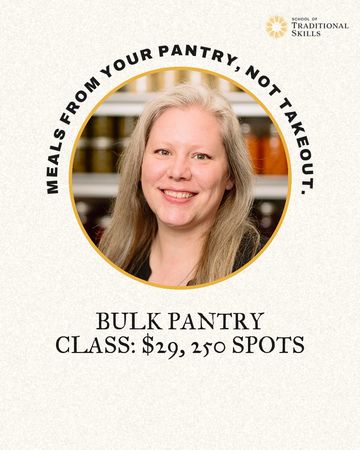 SCHOOL OF
TRADITIONAL
SKILLS
MEALS FROM YOUR PANTRY, NOT TAKEOUT.
BULK PANTRY
CLASS: $29, 250 SPOTS